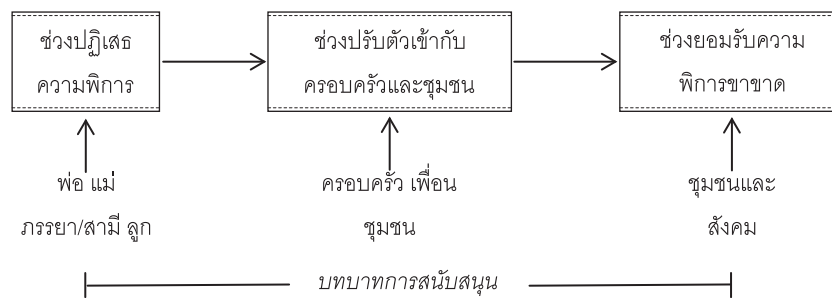 ช่วงปฏิเสธ
ความพิการ
ช่วงปรับตัวเข้ากับ
ครอบครัวและชุมชน
ช่วงยอมรับความ
พิการขาขาด
พ่อ แม่
ภรรยา/สามี ลูก
ครอบครัว เพื่อน
ชุมชน
ชุมชนและ
สังคม
บทบาทการสนับสนุน